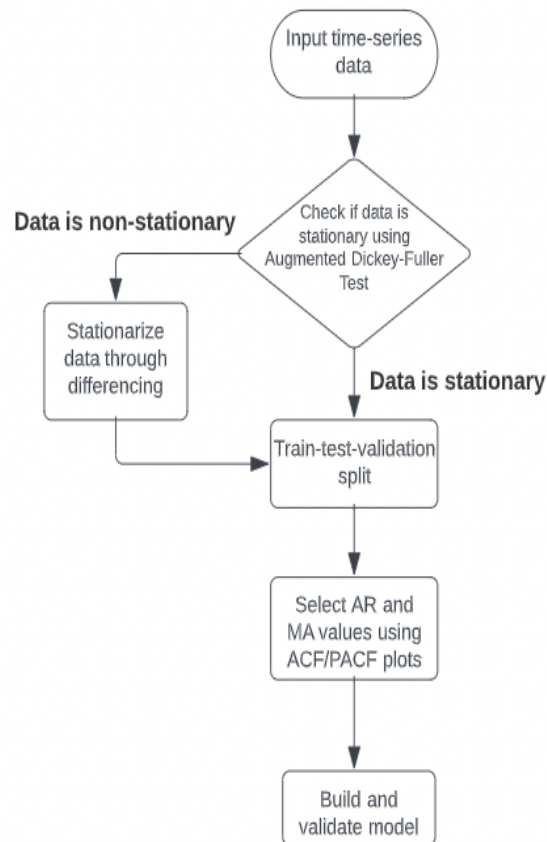 Input time-series
data
Check if data is
stationary using
Augmented Dickey-Fuller
Test
Data is non-stationary
Stationarize
data through
differencing
Data is stationary
Train-test-validation
split
Select AR and
MA values using
ACF/PACF plots
Build and
validate model